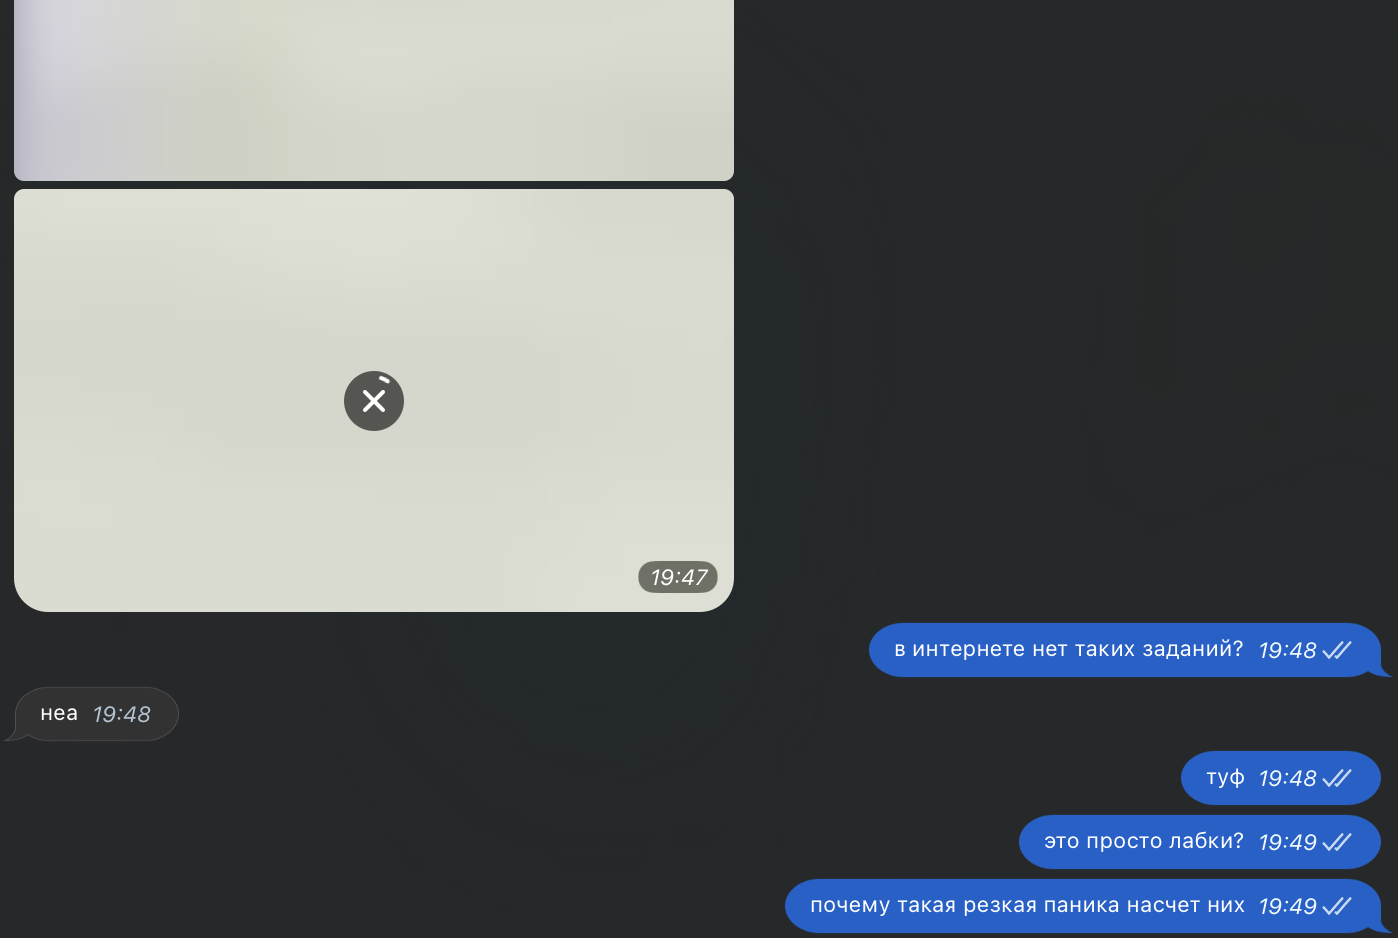 19:47
в интернете нет таких заданий? 19:48
неа 19:48
туф 19:48
это просто лабки? 19:49
почему такая резкая паника насчет них 19:49